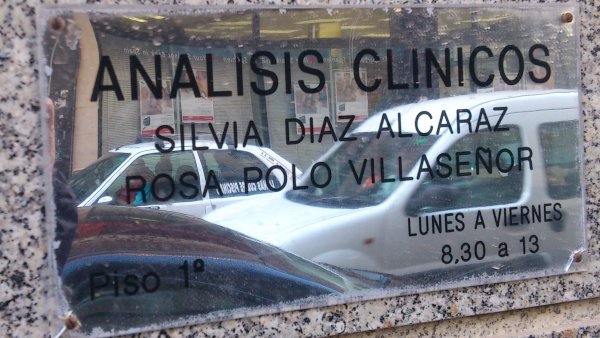 ANALISIS CLINICOS
SILVIA DIAZ ALCARAZ
ROSA POLO VILLASEÑOR
LUNES A VIERNES
8,30 a 13
Piso 1º